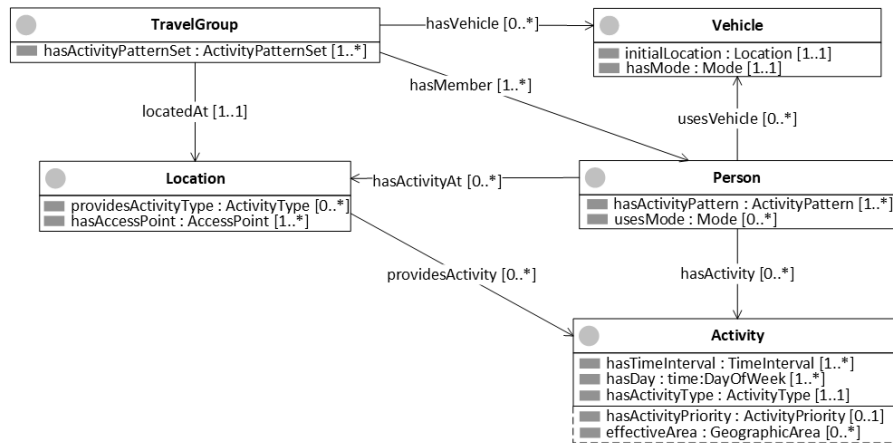 TravelGroup
hasActivityPatternSet : ActivityPatternSet [1..*]
hasVehicle [0..*]
Vehicle
initialLocation : Location [1..1]
hasMode : Mode [1..1]
hasMember [1..*]
locatedAt [1..1]
usesVehicle [0..*]
Location
providesActivityType : ActivityType [0..*]
hasAccessPoint : AccessPoint [1..*]
hasActivityAt [0..*]
Person
hasActivityPattern : ActivityPattern [1..*]
usesMode : Mode [0..*]
providesActivity [0..*]
hasActivity [0..*]
Activity
hasTimeInterval : TimeInterval [1..*]
hasDay : time:DayOfWeek [1..*]
hasActivityType : ActivityType [1..1]
hasActivityPriority : ActivityPriority [0..1]
effectiveArea : GeographicArea [0..*]